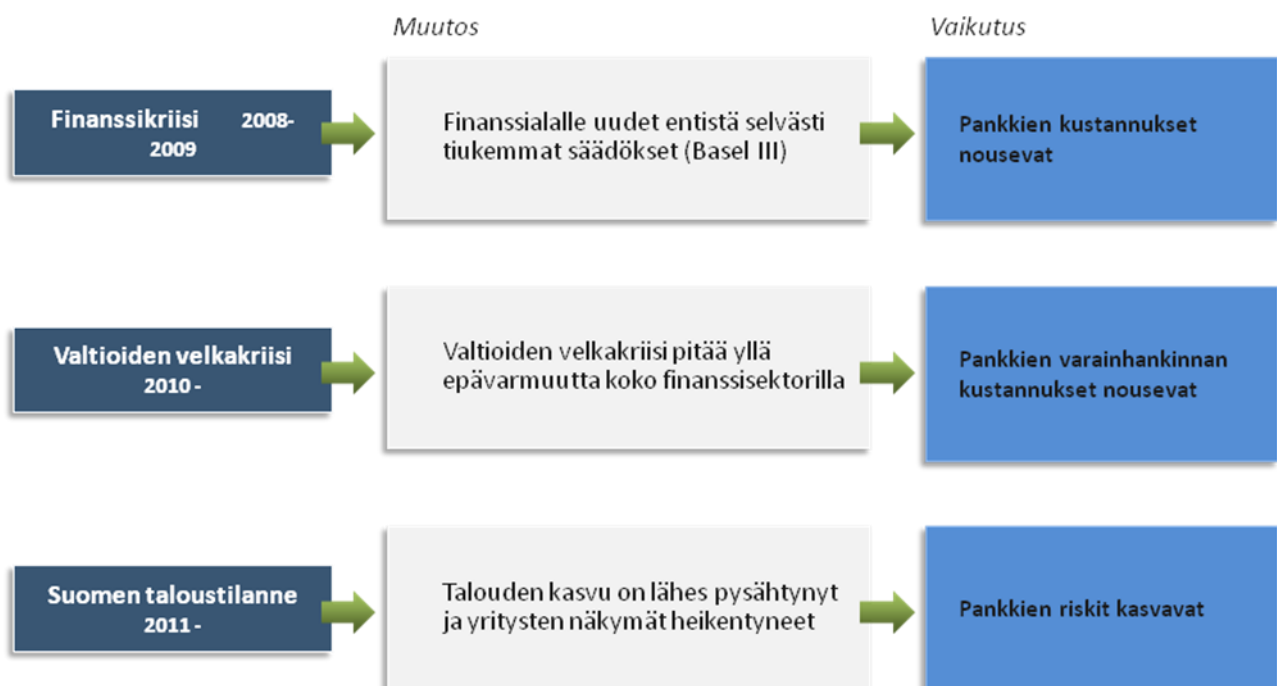 Muutos
Vaikutus
Finanssikriisi 2008-
2009
Finanssialalle uudet entistä selvästi
tiukemmat säädökset (Basel III)
Pankkien kustannukset
nousevat
Valtioiden velkakriisi
2010 -
Valtioiden velkakriisi pitää yllä
epävarmuutta koko finanssisektorilla
Pankkien varainhankinnan
kustannukset nousevat
Suomen taloustilanne
2011 -
Talouden kasvu on lähes pysähtynyt
ja yritysten näkymät heikentyneet
Pankkien riskit kasvavat